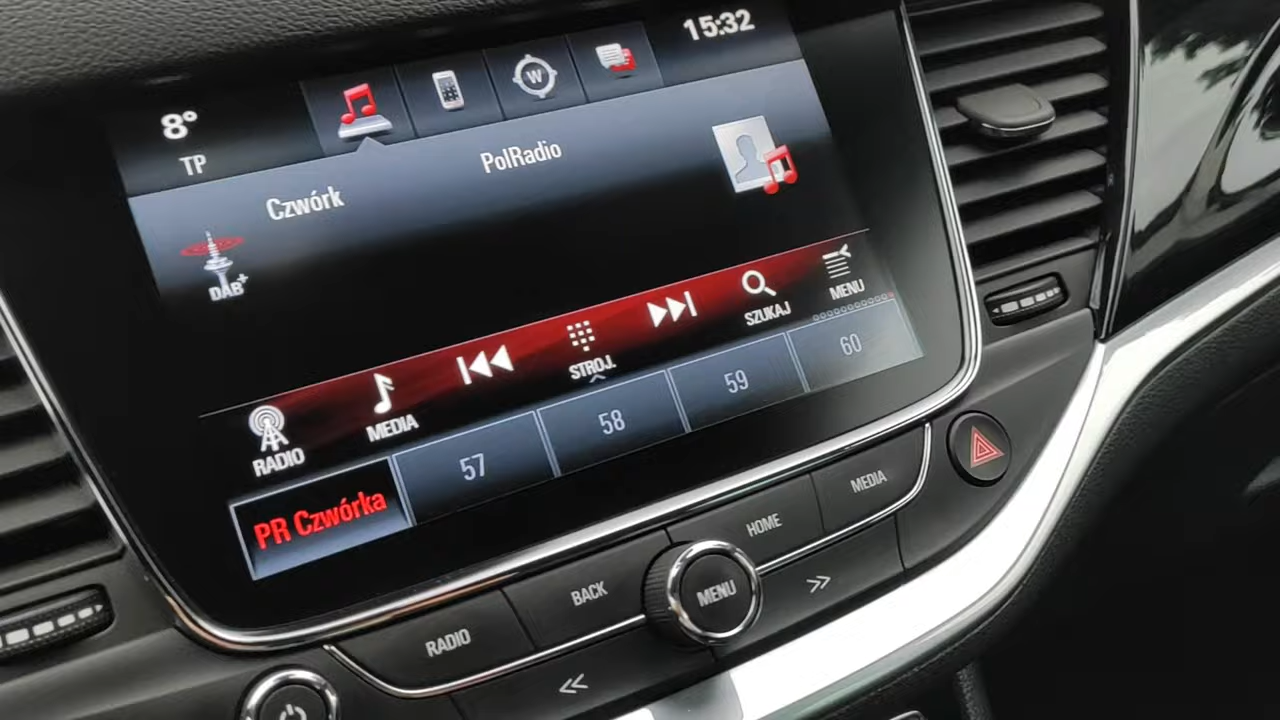 15:32
8°
W
TP
PolRadio
Czwórk
DAB+
MENU
SZUKAJ
STROJ.
MEDIA
RADIO
60
59
58
57
PR Czwórka
MEDIA
HOME
BACK
MENU
RADIO